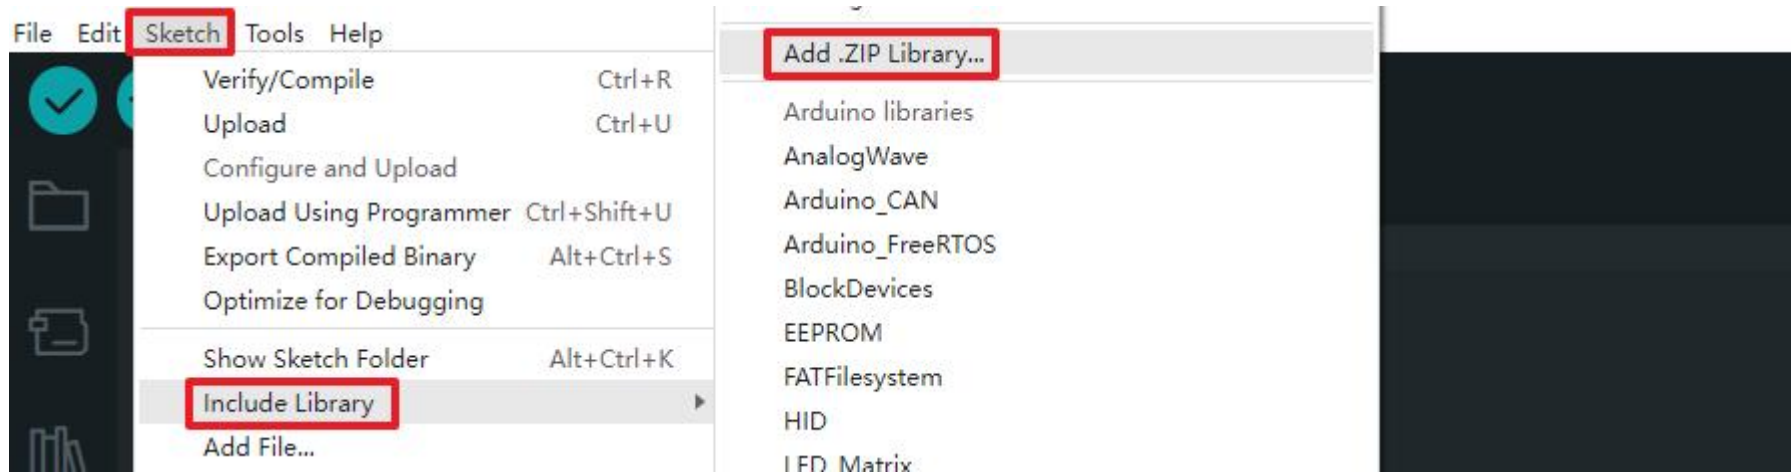 File Edit Sketch Tools Help
Verify/Compile Ctrl+R
Upload Ctrl+U
Configure and Upload
Upload Using Programmer Ctrl+Shift+U
Export Compiled Binary Alt+Ctrl+S
Optimize for Debugging
Show Sketch Folder Alt+Ctrl+K
Include Library
Add File...
Add .ZIP Library...
Arduino libraries
AnalogWave
Arduino_CAN
Arduino_FreeRTOS
BlockDevices
EEPROM
FATFilesystem
HID
LED_Matrix